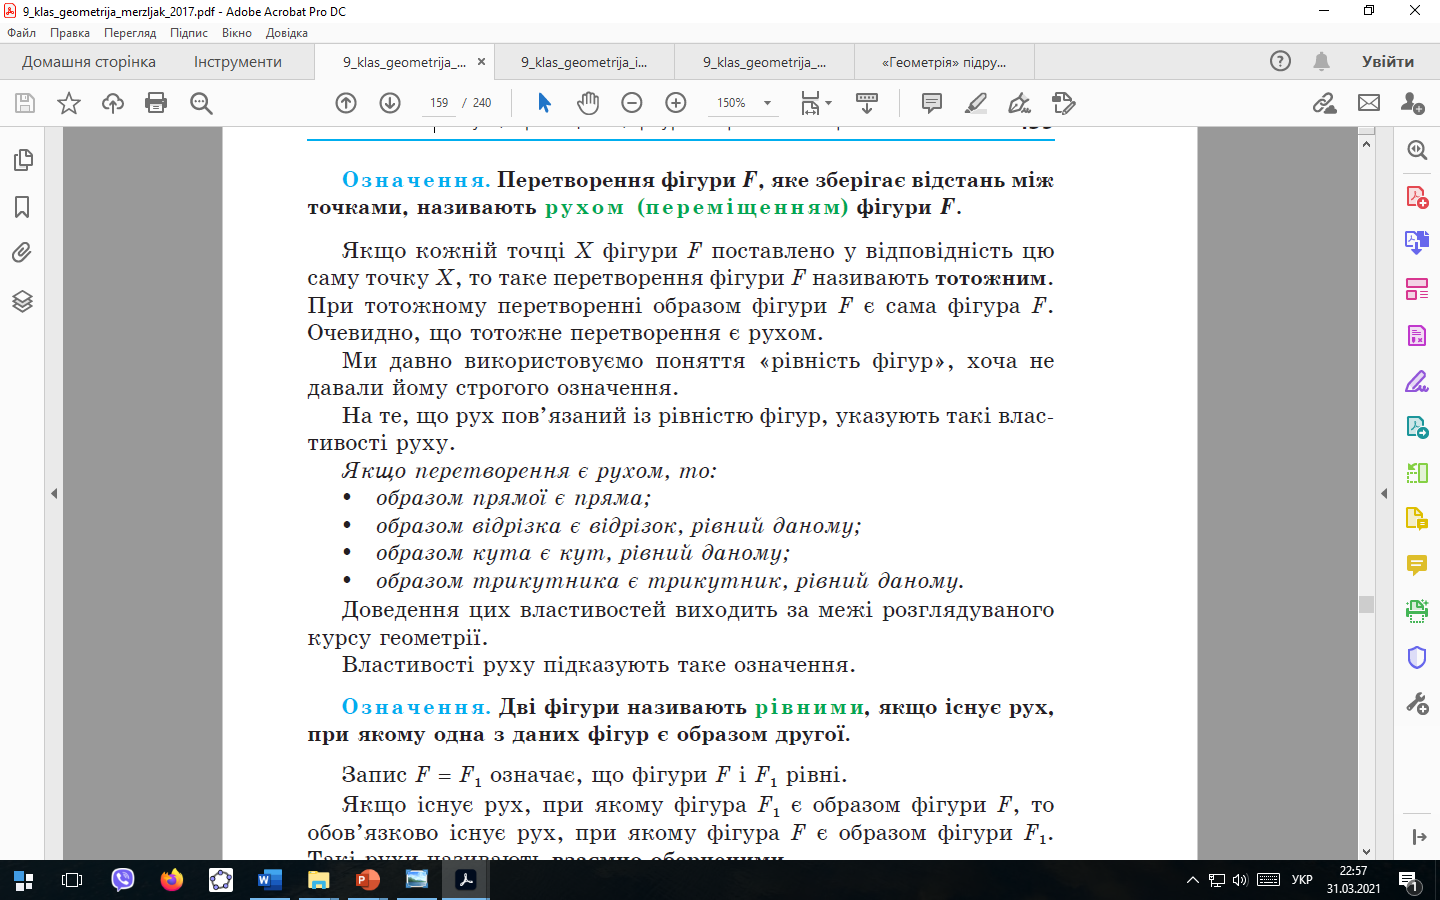 9_klas_geometrija_merzljak_2017.pdf - Adobe Acrobat Pro DC
Файл Правка Перегляд Підпис Вікно Довідка
Домашня сторінка Інструменти 9_klas_geometrija_... × 9_klas_geometrija_i... 9_klas_geometrija_... «Геометрія» підру... Увійти
159 / 240 150%
Означення. Перетворення фігури F, яке зберігає відстань між
точками, називають рухом (переміщенням) фігури F.
Якщо кожній точці X фігури F поставлено у відповідність цю
саму точку X, то таке перетворення фігури F називають тотожним.
При тотожному перетворенні образом фігури F є сама фігура F.
Очевидно, що тотожне перетворення є рухом.
Ми давно використовуємо поняття «рівність фігур», хоча не
давали йому строгого означення.
На те, що рух пов’язаний із рівністю фігур, указують такі влас-
тивості руху.
Якщо перетворення є рухом, то:
• образом прямої є пряма;
• образом відрізка є відрізок, рівний даному;
• образом кута є кут, рівний даному;
• образом трикутника є трикутник, рівний даному.
Доведення цих властивостей виходить за межі розглядуваного
курсу геометрії.
Властивості руху підказують таке означення.
Означення. Дві фігури називають рівними, якщо існує рух,
при якому одна з даних фігур є образом другої.
Запис F = F₁ означає, що фігури F і F₁ рівні.
Якщо існує рух, при якому фігура F₁ є образом фігури F, то
обов’язково існує рух, при якому фігура F є образом фігури F₁.
Такі рухи називають взаємно оберненими.
УКР 22:57
31.03.2021 1